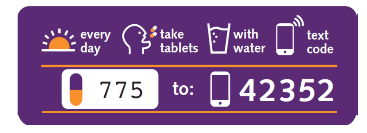 every day
take tablets
with water
text code
775 to: 42352